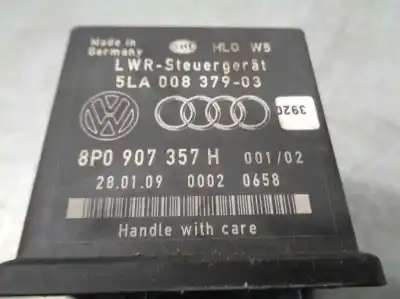 Made in
Germany
HLO W5
LWR-Steuergerät
5LA 008 379-03
3920
8P0 907 357 H 001/02
28.01.09 0002 0658
Handle with care